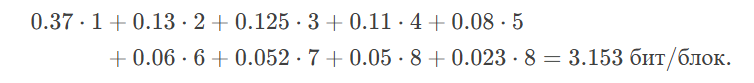 0.37 · 1 + 0.13 · 2 + 0.125 · 3 + 0.11 · 4 + 0.08 · 5
+ 0.06 · 6 + 0.052 · 7 + 0.05 · 8 + 0.023 · 8 = 3.153 бит/блок.